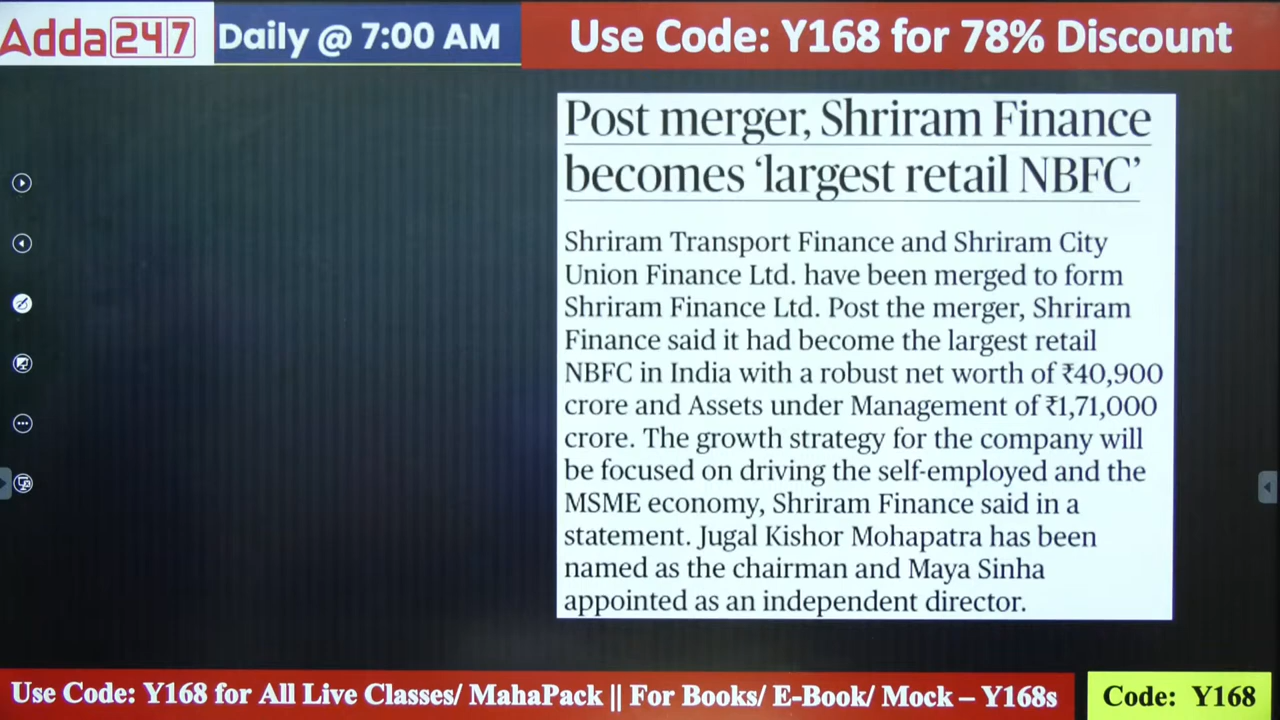 Adda247
Daily @ 7:00 AM
Use Code: Y168 for 78% Discount
Post merger, Shriram Finance
becomes ‘largest retail NBFC’
Shriram Transport Finance and Shriram City
Union Finance Ltd. have been merged to form
Shriram Finance Ltd. Post the merger, Shriram
Finance said it had become the largest retail
NBFC in India with a robust net worth of ₹40,900
crore and Assets under Management of ₹1,71,000
crore. The growth strategy for the company will
be focused on driving the self-employed and the
MSME economy, Shriram Finance said in a
statement. Jugal Kishor Mohapatra has been
named as the chairman and Maya Sinha
appointed as an independent director.
Use Code: Y168 for All Live Classes/ MahaPack || For Books/ E-Book/ Mock – Y168s
Code: Y168